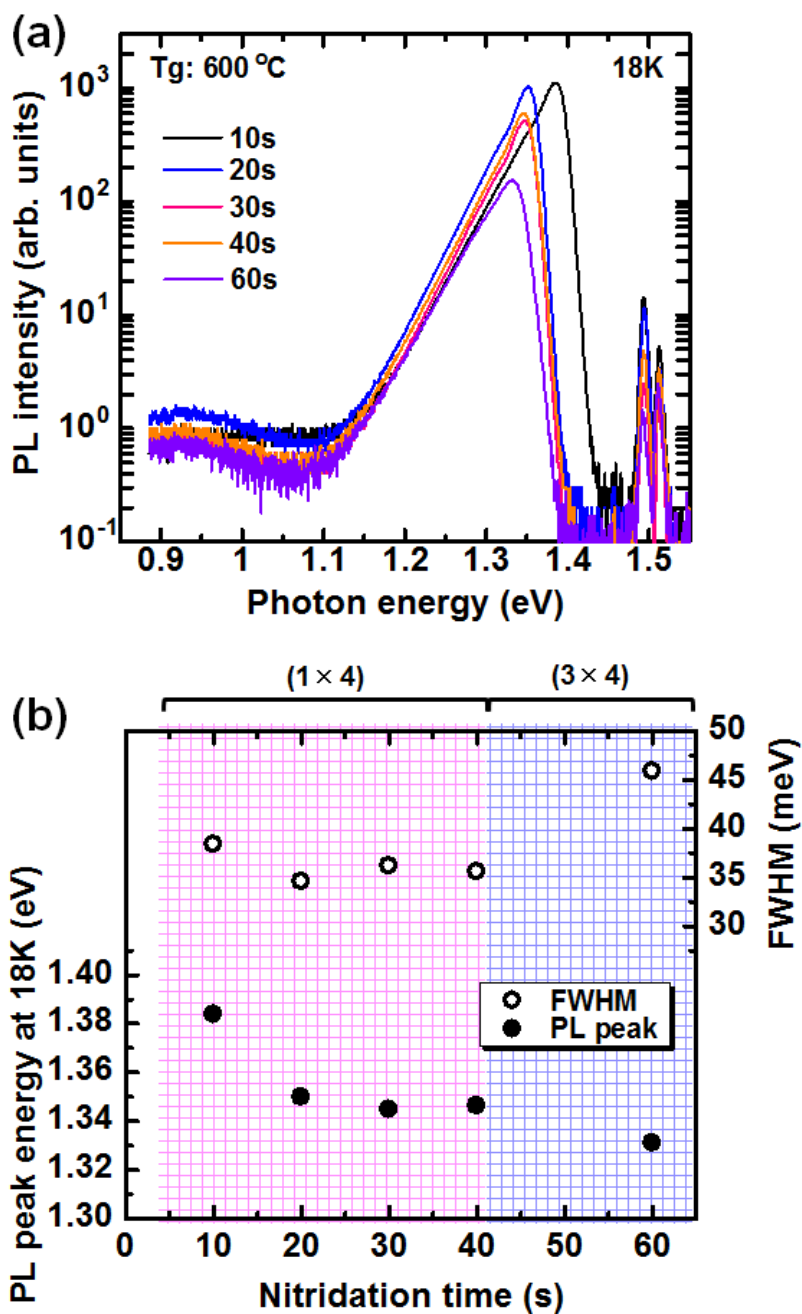 (a)
Tg: 600 °C 18K
10s
20s
30s
40s
60s
10³
10²
10¹
10⁰
10⁻¹
PL intensity (arb. units)
0.9 1 1.1 1.2 1.3 1.4 1.5
Photon energy (eV)
(b)
(1 × 4) (3 × 4)
50
45
40
35
30
FWHM (meV)
1.40
1.38
1.36
1.34
1.32
1.30
PL peak energy at 18K (eV)
FWHM
PL peak
0 10 20 30 40 50 60
Nitridation time (s)